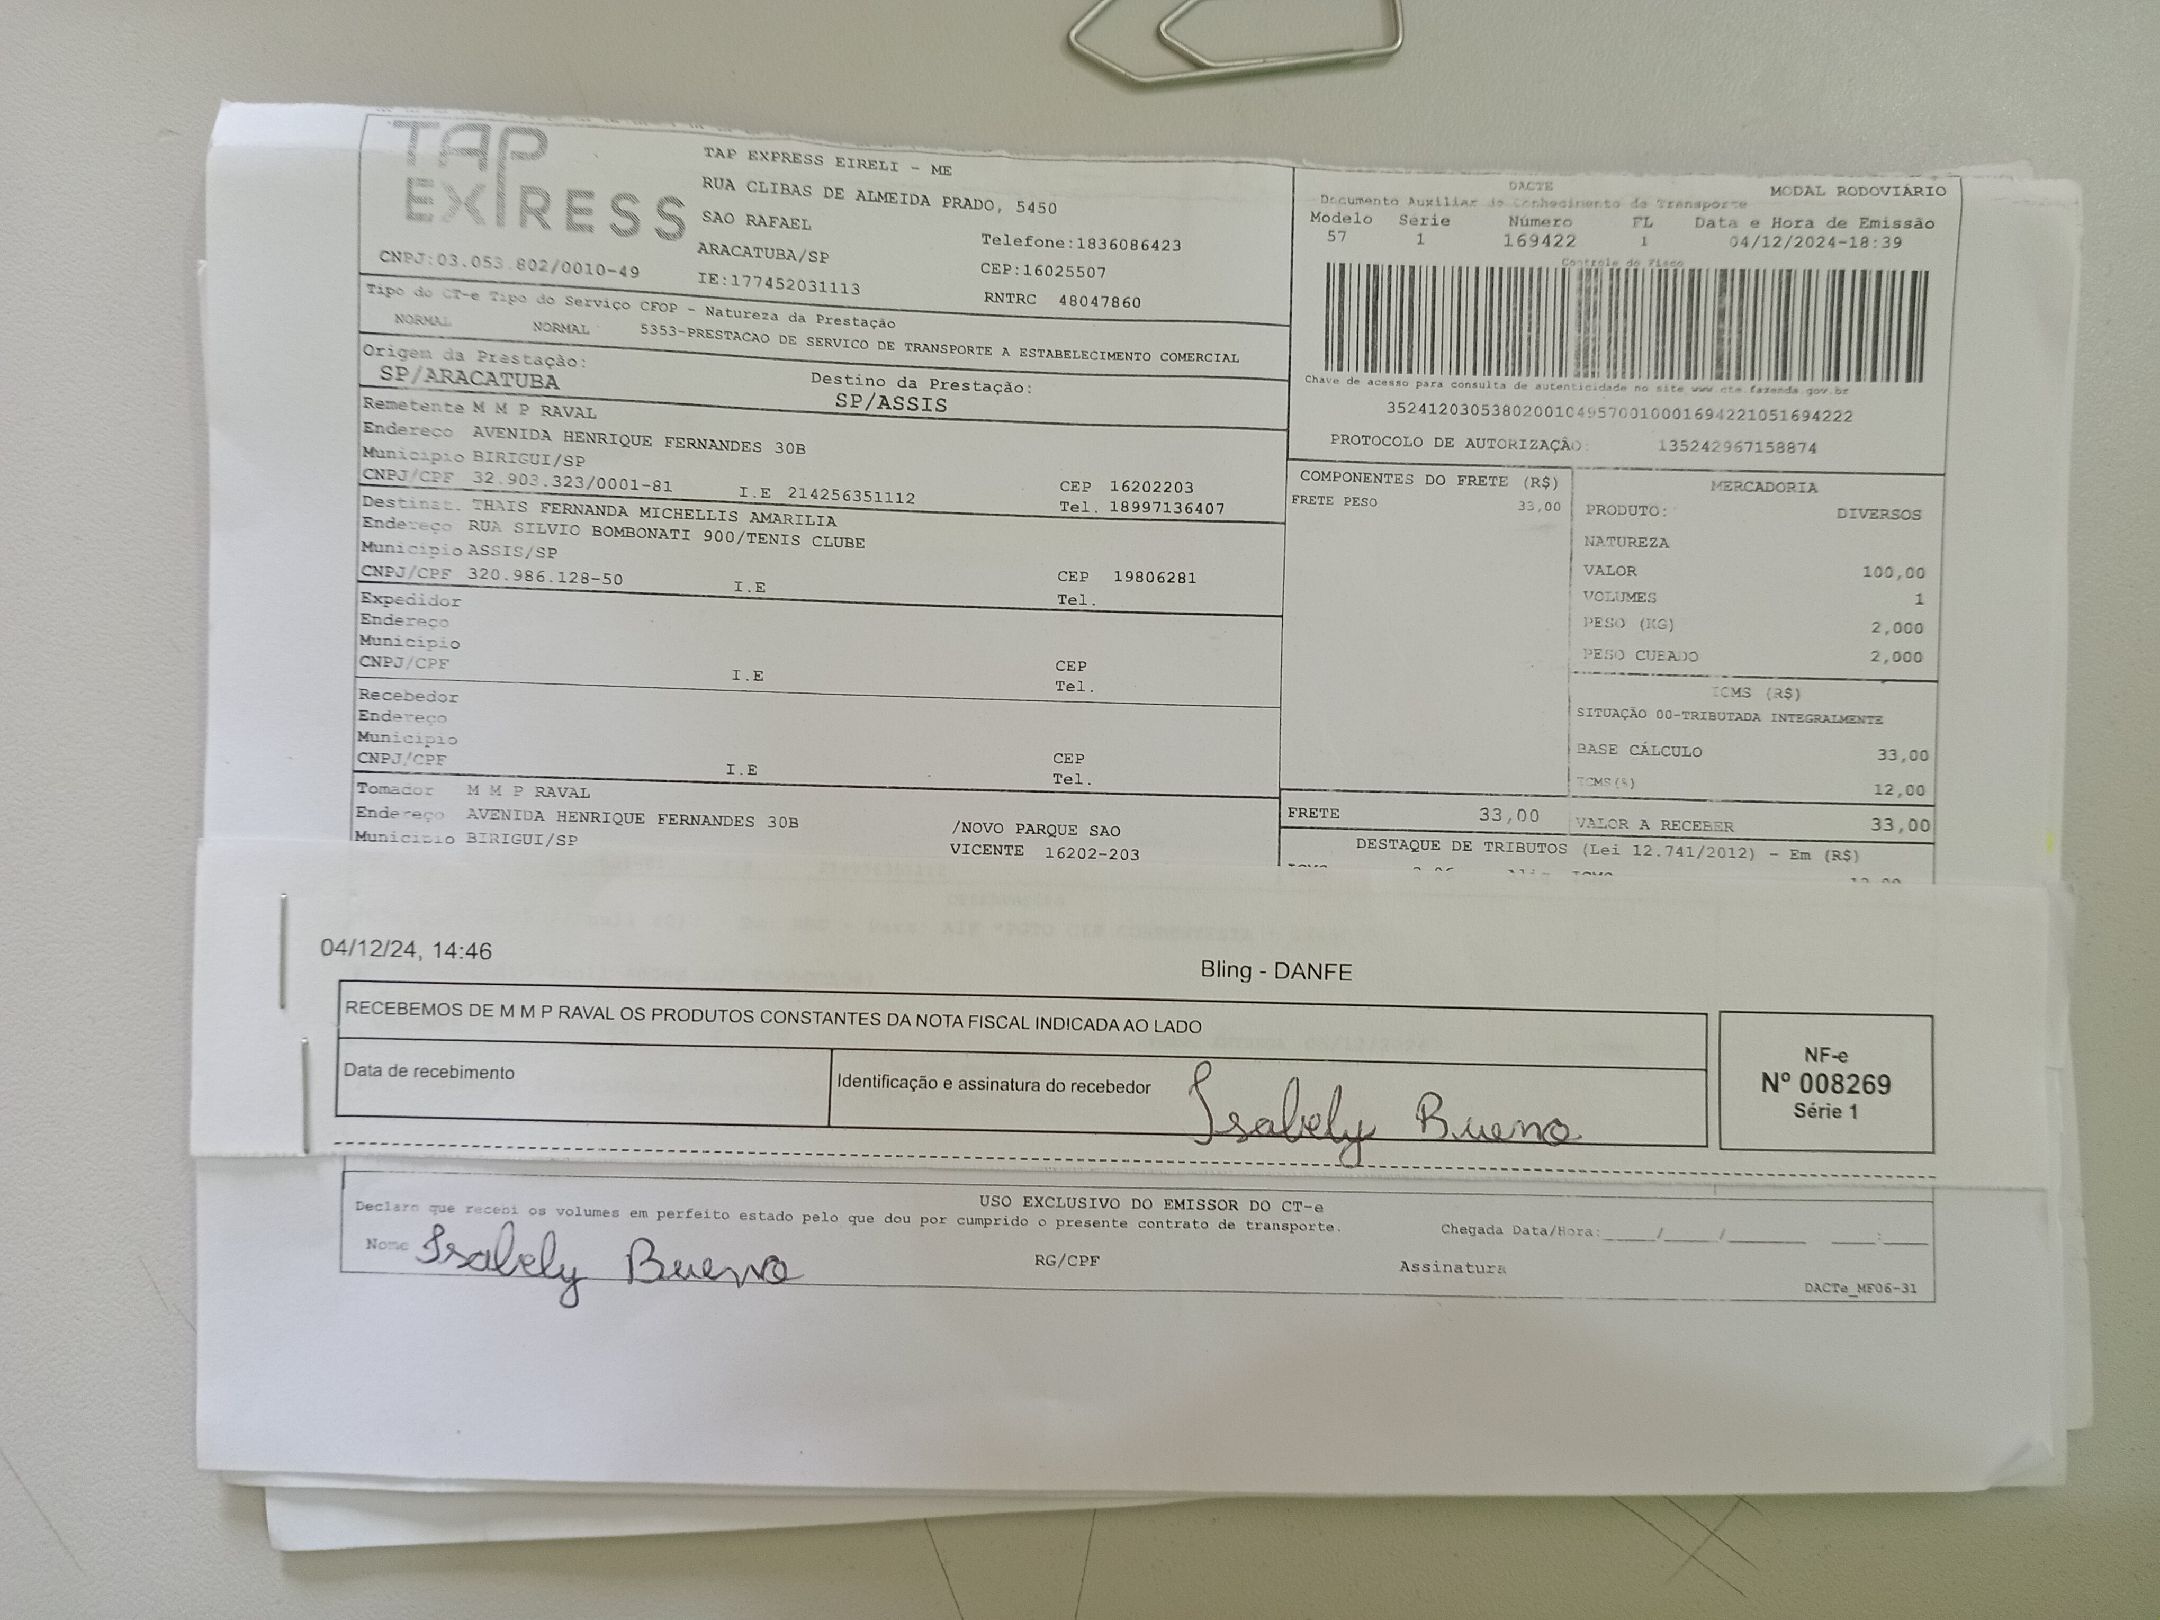 TAP
EXPRESS
CNPJ:03.053.802/0010-49
TAP EXPRESS EIRELI - ME
RUA CLIBAS DE ALMEIDA PRADO, 5450
SAO RAFAEL
ARACATUBA/SP
IE:177452031113
Telefone:1836086423
CEP:16025507
RNTRC 48047860
DACTE MODAL RODOVIÁRIO
Documento Auxiliar do Conhecimento de Transporte
Modelo Série Número FL Data e Hora de Emissão
57 1 169422 1 04/12/2024-18:39
Controle do Fisco
Chave de acesso para consulta de autenticidade no site www.cte.fazenda.gov.br
35241203053802001049570010001694221051694222
PROTOCOLO DE AUTORIZAÇÃO: 135242967158874
Tipo do CT-e Tipo do Serviço CFOP - Natureza da Prestação
NORMAL NORMAL 5353-PRESTACAO DE SERVICO DE TRANSPORTE A ESTABELECIMENTO COMERCIAL
Origem da Prestação: Destino da Prestação:
SP/ARACATUBA SP/ASSIS
Remetente M M P RAVAL
Endereço AVENIDA HENRIQUE FERNANDES 30B
Município BIRIGUI/SP CEP 16202203
CNPJ/CPF 32.903.323/0001-81 I.E 214256351112 Tel. 18997136407
Destinat. THAIS FERNANDA MICHELLIS AMARILIA
Endereço RUA SILVIO BOMBONATI 900/TENIS CLUBE
Município ASSIS/SP CEP 19806281
CNPJ/CPF 320.986.128-50 I.E Tel.
Expedidor
Endereço
Município CEP
CNPJ/CPF I.E Tel.
Recebedor
Endereço
Município CEP
CNPJ/CPF I.E Tel.
Tomador M M P RAVAL
Endereço AVENIDA HENRIQUE FERNANDES 30B /NOVO PARQUE SAO
Município BIRIGUI/SP VICENTE 16202-203
COMPONENTES DO FRETE (R$)
FRETE PESO 33,00
MERCADORIA
PRODUTO: DIVERSOS
NATUREZA
VALOR 100,00
VOLUMES 1
PESO (KG) 2,000
PESO CUBADO 2,000
ICMS (R$)
SITUAÇÃO 00-TRIBUTADA INTEGRALMENTE
BASE CÁLCULO 33,00
ICMS(%) 12,00
FRETE 33,00 VALOR A RECEBER 33,00
DESTAQUE DE TRIBUTOS (Lei 12.741/2012) - Em (R$)
04/12/24, 14:46 Bling - DANFE
RECEBEMOS DE M M P RAVAL OS PRODUTOS CONSTANTES DA NOTA FISCAL INDICADA AO LADO
Data de recebimento Identificação e assinatura do recebedor Isabely Bueno
NF-e
Nº 008269
Série 1
USO EXCLUSIVO DO EMISSOR DO CT-e
Declaro que recebi os volumes em perfeito estado pelo que dou por cumprido o presente contrato de transporte. Chegada Data/Hora:_____/_____/_______ ____:____
Nome Isabely Bueno RG/CPF Assinatura
DACTe_MF06-31